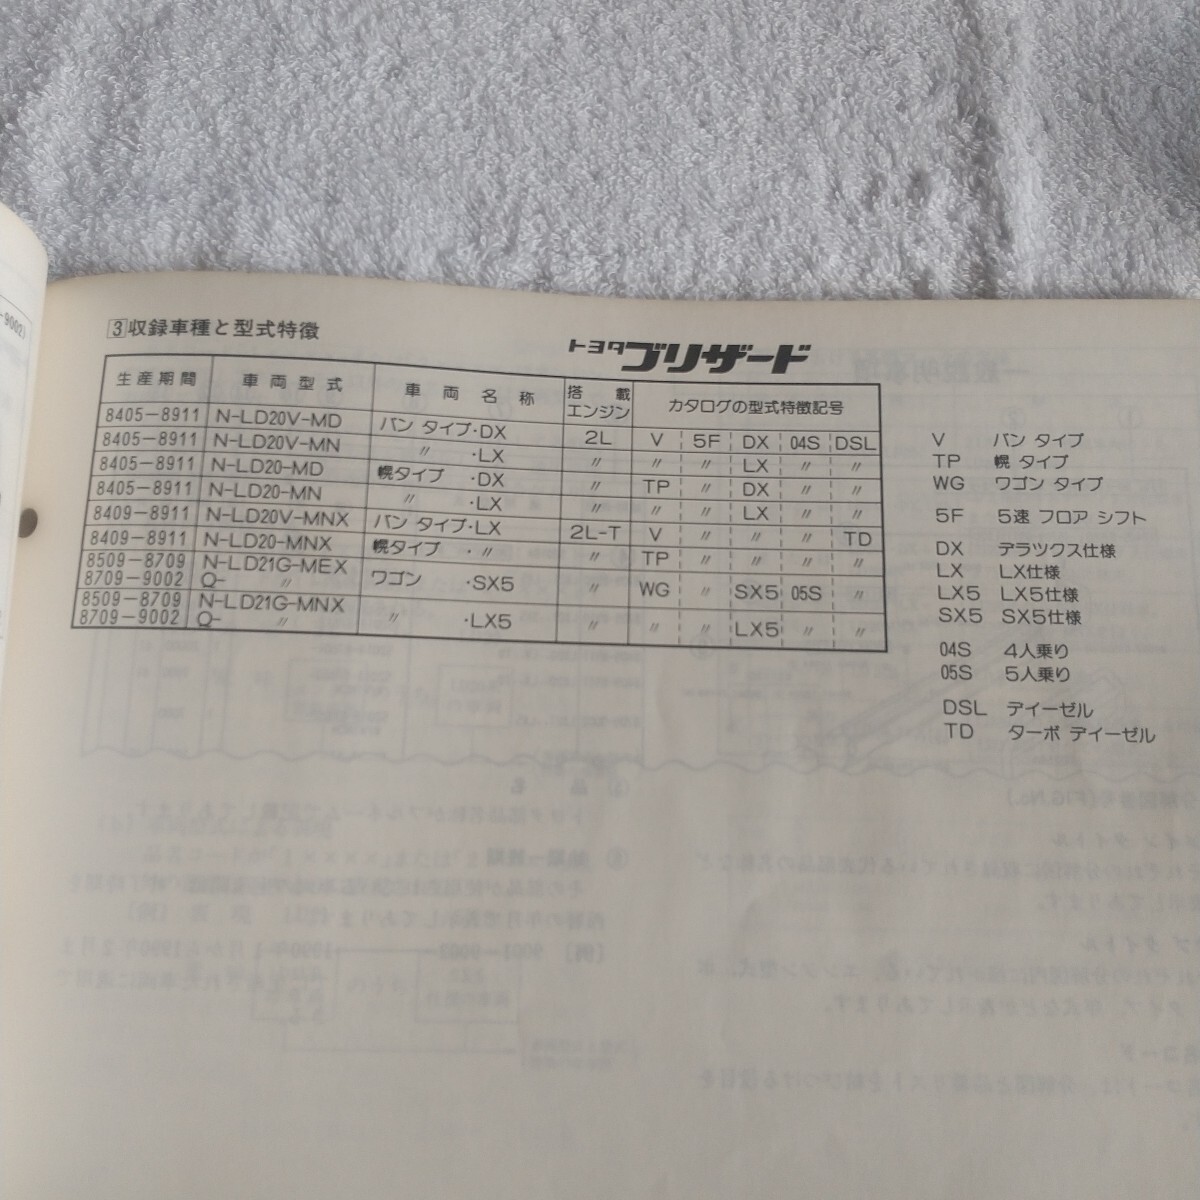 -9002)
3 収録車種と型式特徴
トヨタ ブリザード
生産期間 車両型式 車両名称 搭載エンジン カタログの型式特徴記号
8405-8911 N-LD20V-MD バン タイプ・DX 2L V 5F DX 04S DSL
8405-8911 N-LD20V-MN 〃 ・LX 〃 〃 〃 LX 〃 〃
8405-8911 N-LD20-MD 幌タイプ ・DX 〃 TP 〃 DX 〃 〃
8405-8911 N-LD20-MN 〃 ・LX 〃 〃 〃 LX 〃 〃
8409-8911 N-LD20V-MNX バン タイプ・LX 2L-T V 〃 〃 〃 TD
8409-8911 N-LD20-MNX 幌タイプ ・〃 〃 TP 〃 〃 〃 〃
8509-8709 N-LD21G-MEX
8709-9002 Q- 〃 ワゴン ・SX5 〃 WG 〃 SX5 05S 〃
8509-8709 N-LD21G-MNX
8709-9002 Q- 〃 〃 ・LX5 〃 〃 〃 LX5 〃 〃
V バン タイプ
TP 幌 タイプ
WG ワゴン タイプ
5F 5速 フロア シフト
DX デラックス仕様
LX LX仕様
LX5 LX5仕様
SX5 SX5仕様
04S 4人乗り
05S 5人乗り
DSL ディーゼル
TD ターボ ディーゼル